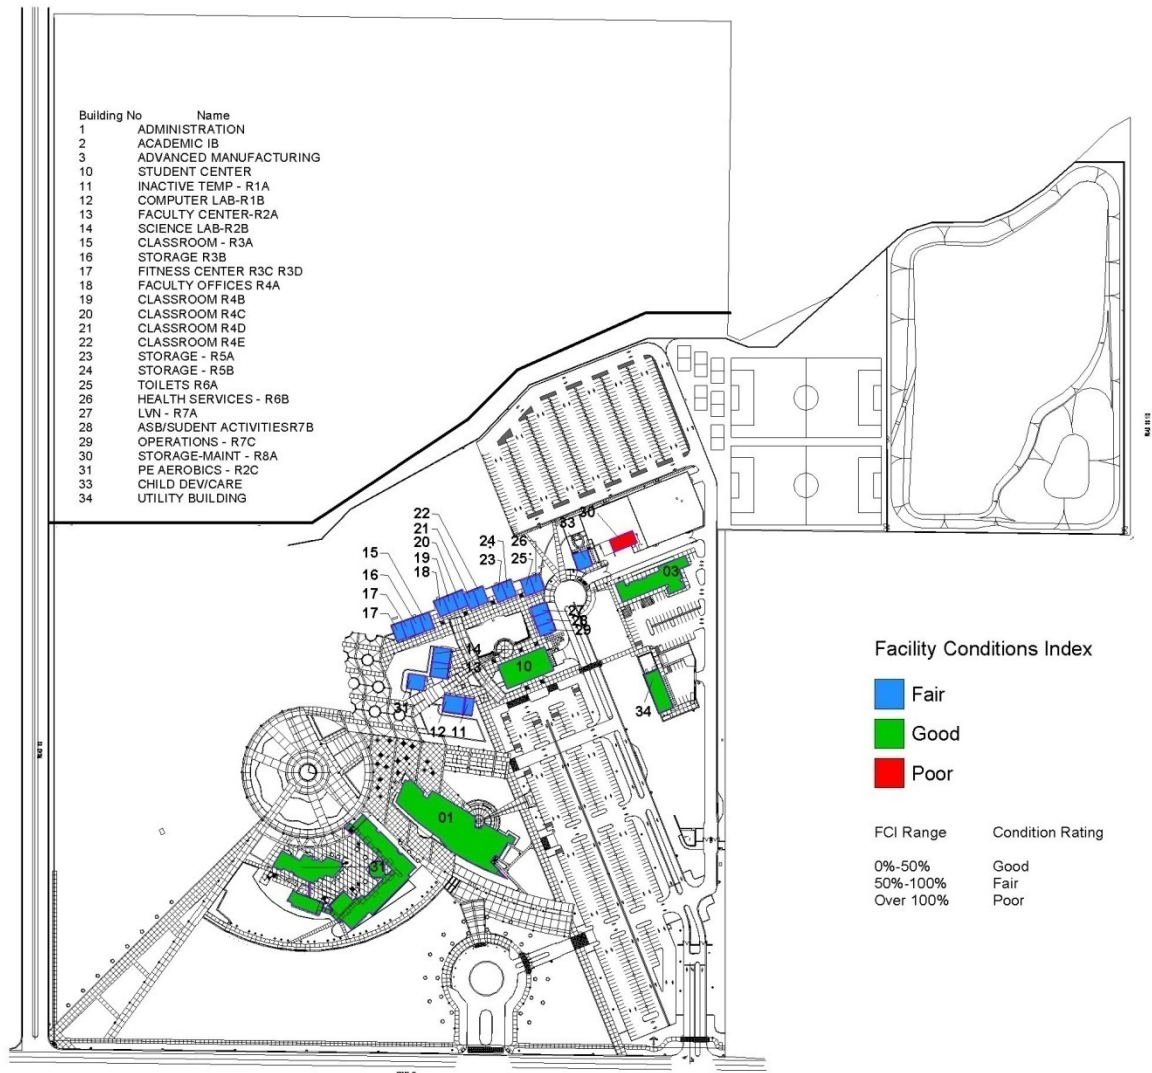 Building No Name
1 ADMINISTRATION
2 ACADEMIC IB
3 ADVANCED MANUFACTURING
10 STUDENT CENTER
11 INACTIVE TEMP - R1A
12 COMPUTER LAB-R1B
13 FACULTY CENTER-R2A
14 SCIENCE LAB-R2B
15 CLASSROOM - R3A
16 STORAGE R3B
17 FITNESS CENTER R3C R3D
18 FACULTY OFFICES R4A
19 CLASSROOM R4B
20 CLASSROOM R4C
21 CLASSROOM R4D
22 CLASSROOM R4E
23 STORAGE - R5A
24 STORAGE - R5B
25 TOILETS R6A
26 HEALTH SERVICES - R6B
27 LVN - R7A
28 ASB/SUDENT ACTIVITIESR7B
29 OPERATIONS - R7C
30 STORAGE-MAINT - R8A
31 PE AEROBICS - R2C
33 CHILD DEV/CARE
34 UTILITY BUILDING
22
21
20
19
18
15
16
17
17
24
23
26
25
33
30
03
27
28
29
14
13
10
31
12 11
34
01
31
Facility Conditions Index
Fair
Good
Poor
FCI Range Condition Rating
0%-50% Good
50%-100% Fair
Over 100% Poor